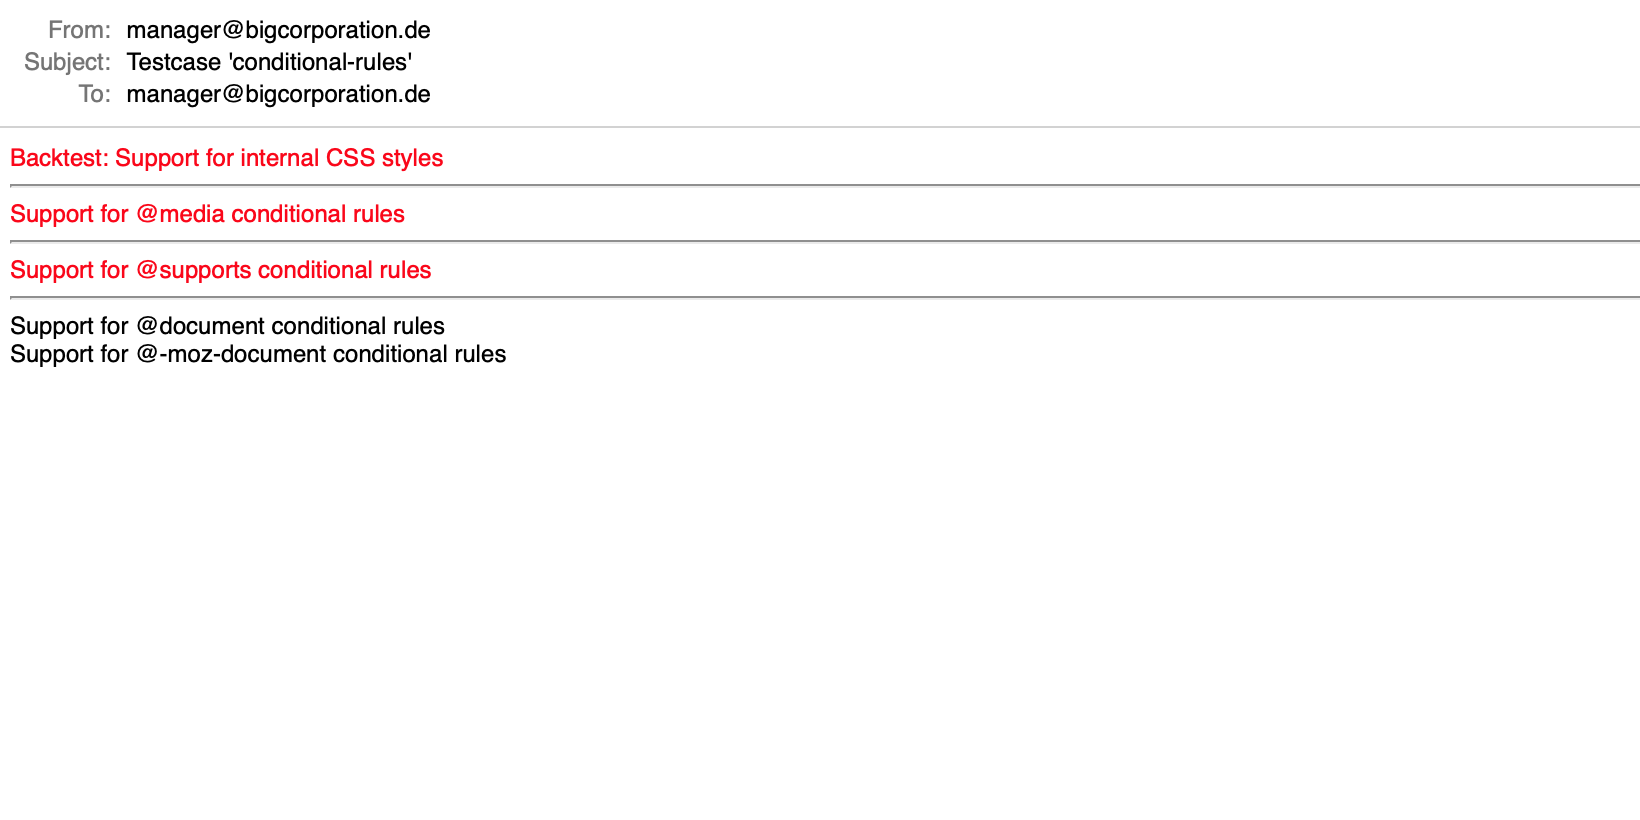 From: manager@bigcorporation.de
Subject: Testcase 'conditional-rules'
To: manager@bigcorporation.de
Backtest: Support for internal CSS styles
Support for @media conditional rules
Support for @supports conditional rules
Support for @document conditional rules
Support for @-moz-document conditional rules